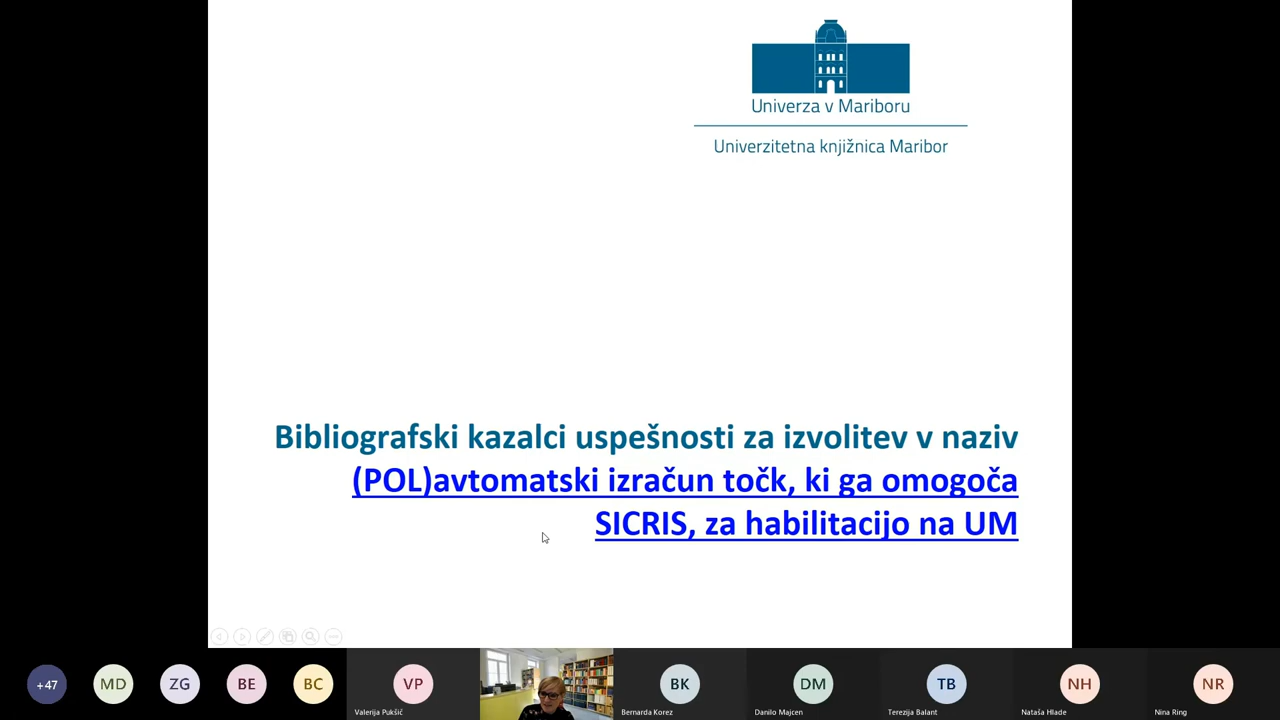 Univerza v Mariboru
Univerzitetna knjižnica Maribor
Bibliografski kazalci uspešnosti za izvolitev v naziv
(POL)avtomatski izračun točk, ki ga omogoča
SICRIS, za habilitacijo na UM
+47
MD
ZG
BE
BC
VP
BK
DM
TB
NH
NR
Valerija Pukšič
Bernarda Korez
Danilo Majcen
Terezija Balant
Nataša Hlade
Nina Ring